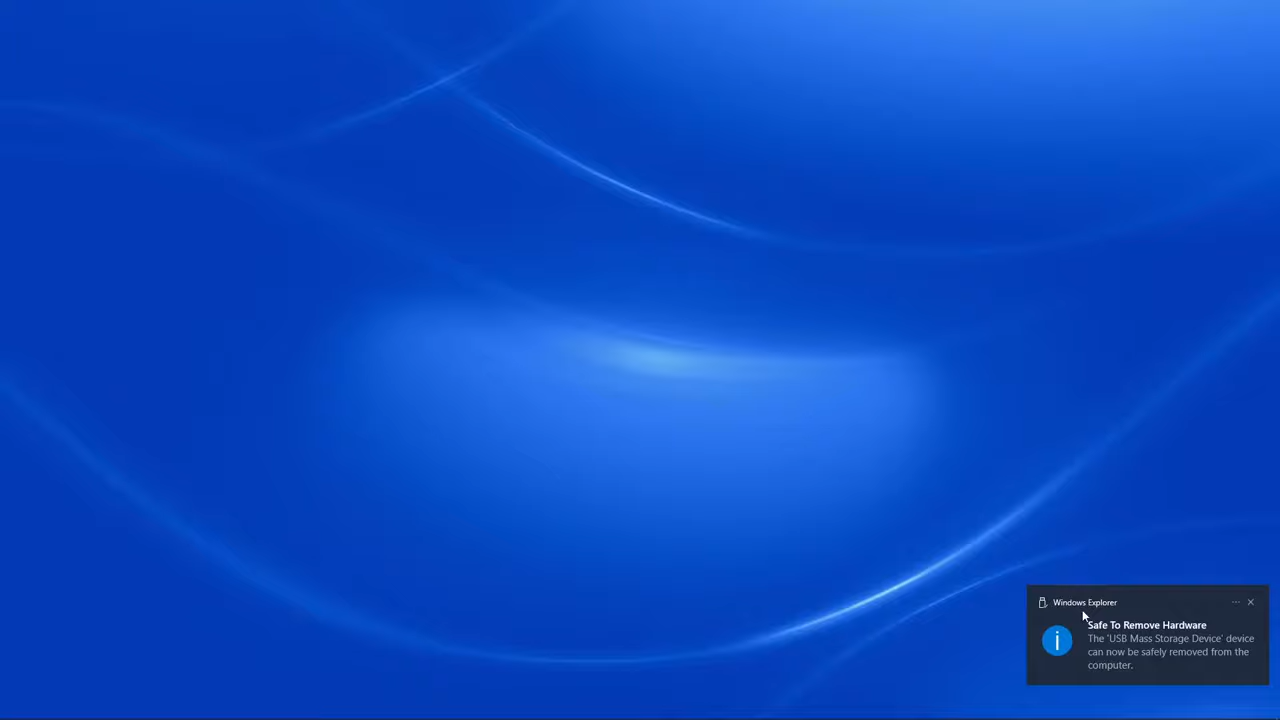 Windows Explorer
Safe To Remove Hardware
The 'USB Mass Storage Device' device
can now be safely removed from the
computer.